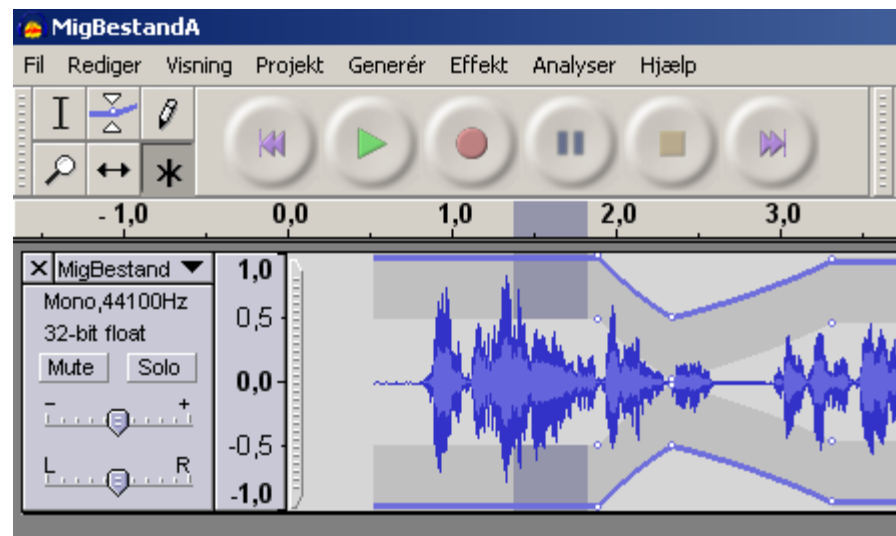 MigBestandA
Fil Rediger Visning Projekt Generér Effekt Analyser Hjælp
- 1,0 0,0 1,0 2,0 3,0
X MigBestand
Mono,44100Hz
32-bit float
Mute Solo
- +
L R
1,0
0,5
0,0
-0,5
-1,0